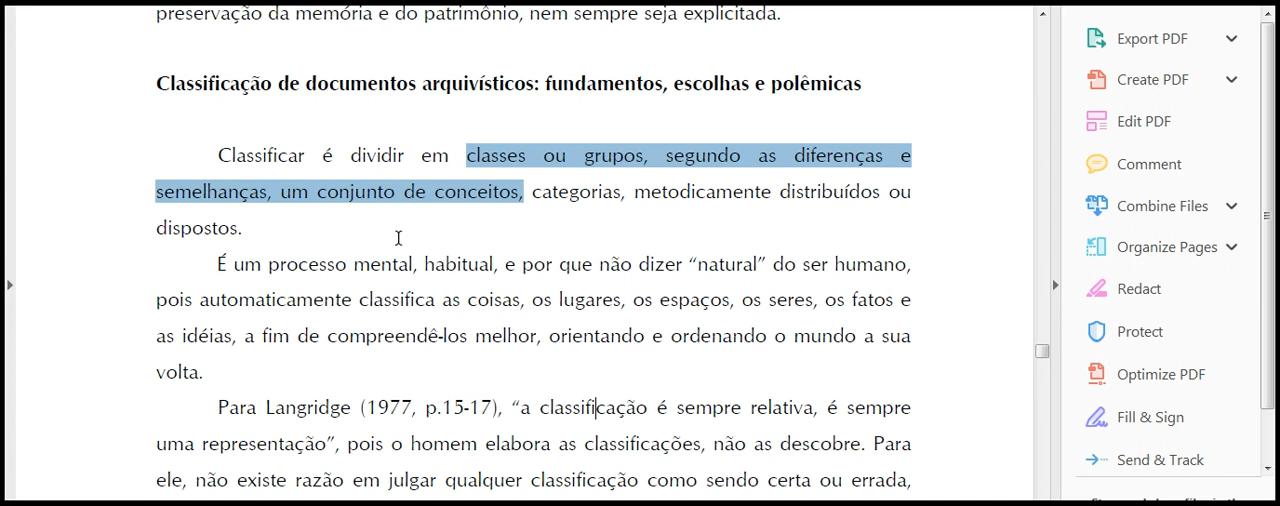 preservação da memória e do patrimônio, nem sempre seja explicitada.
Classificação de documentos arquivísticos: fundamentos, escolhas e polêmicas
Classificar é dividir em classes ou grupos, segundo as diferenças e
semelhanças, um conjunto de conceitos, categorias, metodicamente distribuídos ou
dispostos.
É um processo mental, habitual, e por que não dizer “natural” do ser humano,
pois automaticamente classifica as coisas, os lugares, os espaços, os seres, os fatos e
as idéias, a fim de compreendê-los melhor, orientando e ordenando o mundo a sua
volta.
Para Langridge (1977, p.15-17), “a classificação é sempre relativa, é sempre
uma representação”, pois o homem elabora as classificações, não as descobre. Para
ele, não existe razão em julgar qualquer classificação como sendo certa ou errada,
Export PDF
Create PDF
Edit PDF
Comment
Combine Files
Organize Pages
Redact
Protect
Optimize PDF
Fill & Sign
Send & Track